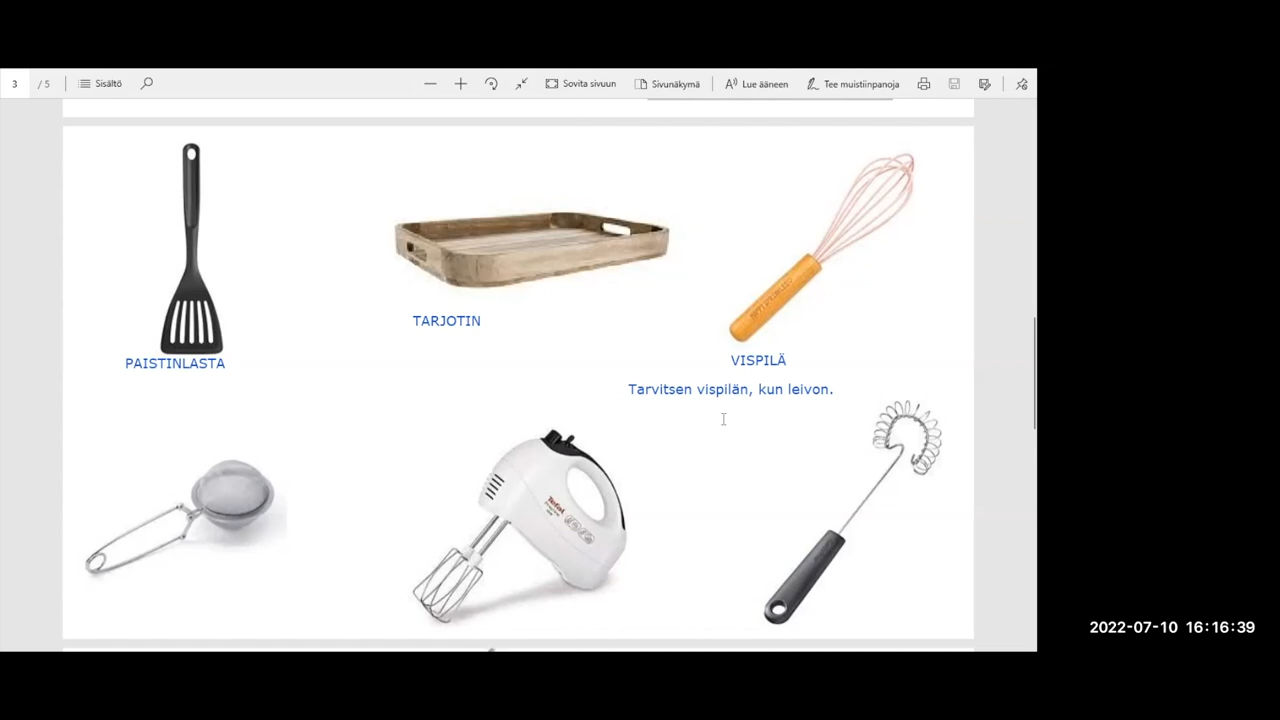 3 / 5 Sisältö Sovita sivuun Sivunäkymä Lue ääneen Tee muistiinpanoja
PAISTINLASTA
TARJOTIN
VISPILÄ
Tarvitsen vispilän, kun leivon.
Tefal
2022-07-10 16:16:39